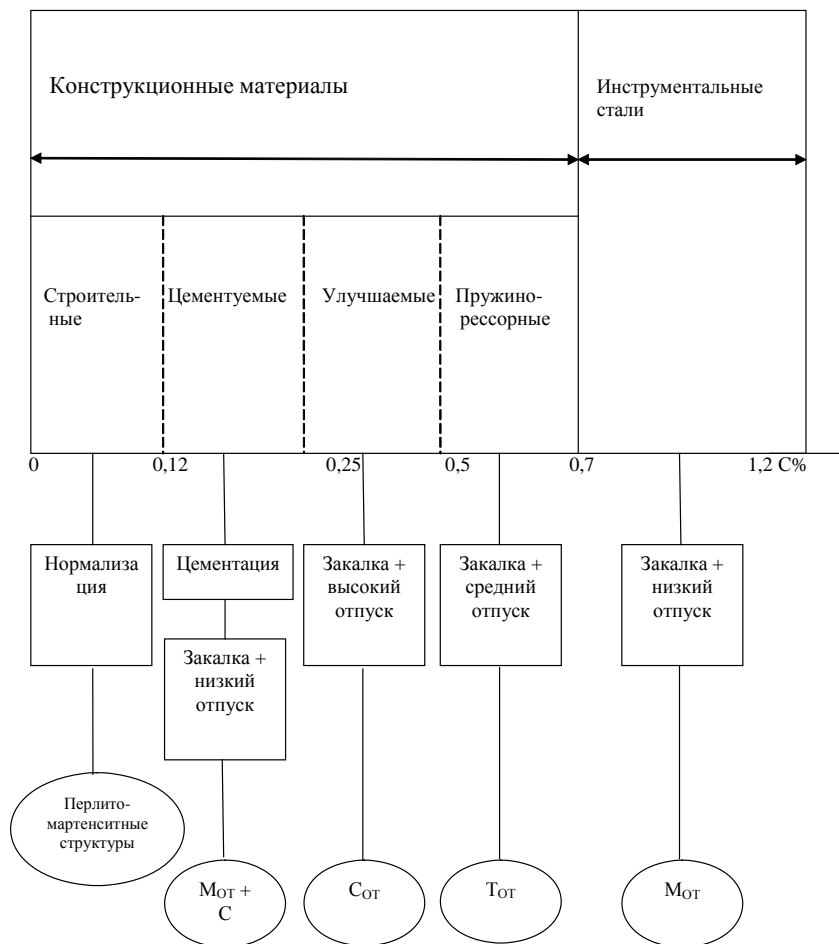 Конструкционные материалы
Инструментальные
стали
Строитель-
ные
Цементуемые
Улучшаемые
Пружино-
рессорные
0
0,12
0,25
0,5
0,7
1,2 С%
Нормализа
ция
Цементация
Закалка +
низкий
отпуск
Закалка +
высокий
отпуск
Закалка +
средний
отпуск
Закалка +
низкий
отпуск
Перлито-
мартенситные
структуры
МОТ +
С
СОТ
ТОТ
МОТ